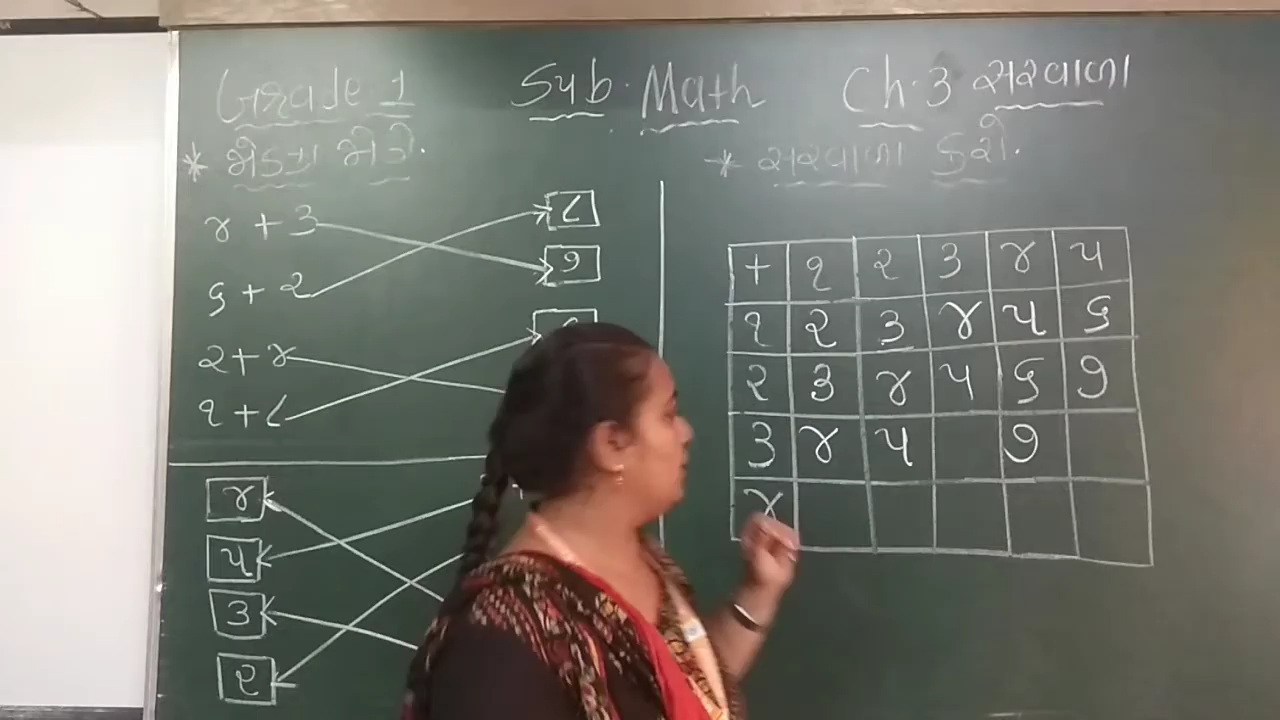 Grade 1 Sub. Math Ch.3 સરવાળા
* જોડકા જોડો.
૪ + ૩
૮
૬ + ૨
૭
૨ + ૪
૧ + ૮
૪
૫
૩
૨
* સરવાળા કરો.
+ ૧ ૨ ૩ ૪ ૫
૧ ૨ ૩ ૪ ૫ ૬
૨ ૩ ૪ ૫ ૬ ૭
૩ ૪ ૫ ૭
૪